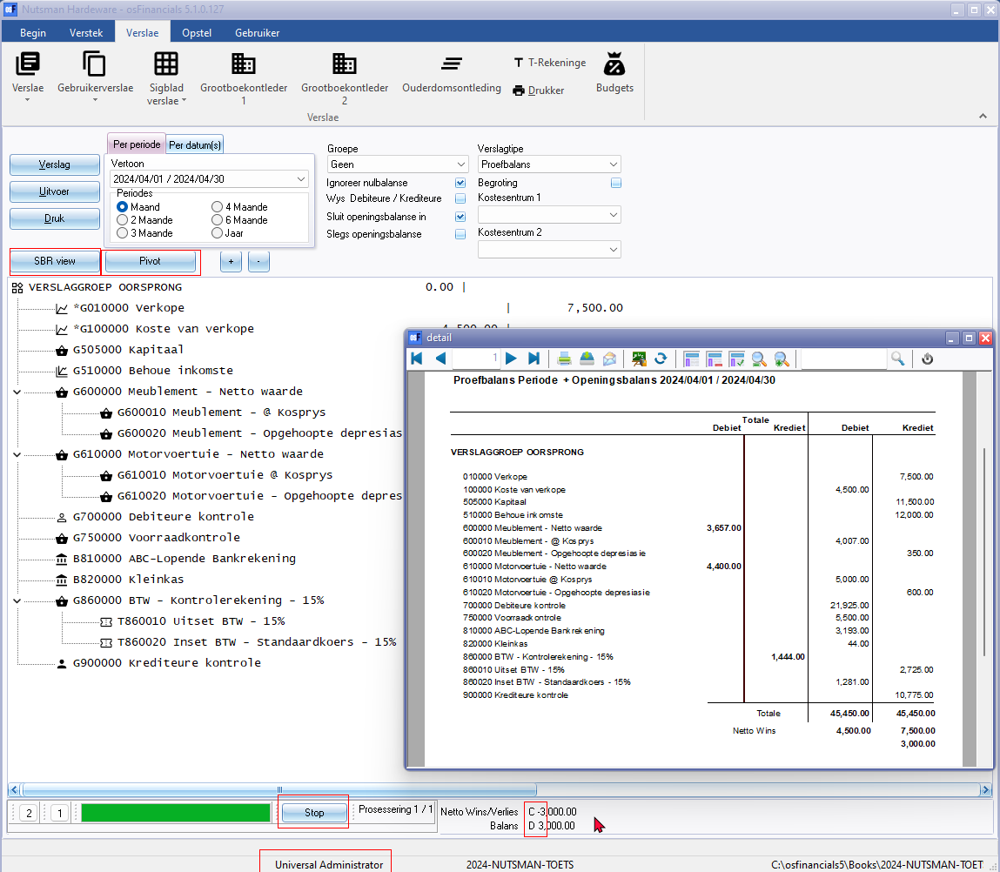 Nutsman Hardware - osFinancials 5.1.0.127
Begin Verstek Verslae Opstel Gebruiker
Verslae Gebruikerverslae Sigblad verslae Grootboekontleder 1 Grootboekontleder 2 Ouderdomsontleding T-Rekeninge Drukker Budgets
Verslae
Per periode Per datum(s)
Vertoon
2024/04/01 / 2024/04/30
Periodes
Maand 4 Maande
2 Maande 6 Maande
3 Maande Jaar
Verslag
Uitvoer
Druk
SBR view Pivot + -
Groepe
Geen
Ignoreer nulbalanse
Wys Debiteure / Krediteure
Sluit openingsbalanse in
Slegs openingsbalanse
Verslagtipe
Proefbalans
Begroting
Kostesentrum 1
Kostesentrum 2
VERSLAGGROEP OORSPRONG 0.00 |
*G010000 Verkope | 7,500.00
*G100000 Koste van verkope
G505000 Kapitaal
G510000 Behoue inkomste
G600000 Meublement - Netto waarde
G600010 Meublement - @ Kosprys
G600020 Meublement - Opgehoopte depresias
G610000 Motorvoertuie - Netto waarde
G610010 Motorvoertuie @ Kosprys
G610020 Motorvoertuie - Opgehoopte depres
G700000 Debiteure kontrole
G750000 Voorraadkontrole
B810000 ABC-Lopende Bankrekening
B820000 Kleinkas
G860000 BTW - Kontrolerekening - 15%
T860010 Uitset BTW - 15%
T860020 Inset BTW - Standaardkoers - 15%
G900000 Krediteure kontrole
detail
1
Proefbalans Periode + Openingsbalans 2024/04/01 / 2024/04/30
Totale
Debiet Krediet Debiet Krediet
VERSLAGGROEP OORSPRONG
010000 Verkope 7,500.00
100000 Koste van verkope 4,500.00
505000 Kapitaal 11,500.00
510000 Behoue inkomste 12,000.00
600000 Meublement - Netto waarde 3,657.00
600010 Meublement - @ Kosprys 4,007.00
600020 Meublement - Opgehoopte depresiasie 350.00
610000 Motorvoertuie - Netto waarde 4,400.00
610010 Motorvoertuie @ Kosprys 5,000.00
610020 Motorvoertuie - Opgehoopte depresiasie 600.00
700000 Debiteure kontrole 21,925.00
750000 Voorraadkontrole 5,500.00
810000 ABC-Lopende Bankrekening 3,193.00
820000 Kleinkas 44.00
860000 BTW - Kontrolerekening - 15% 1,444.00
860010 Uitset BTW - 15% 2,725.00
860020 Inset BTW - Standaardkoers - 15% 1,281.00
900000 Krediteure kontrole 10,775.00
Totale 45,450.00 45,450.00
Netto Wins 4,500.00 7,500.00
3,000.00
2 1 Stop Prosessering 1 / 1
Netto Wins/Verlies C -3,000.00
Balans D 3,000.00
Universal Administrator 2024-NUTSMAN-TOETS C:\osfinancials5\Books\2024-NUTSMAN-TOET